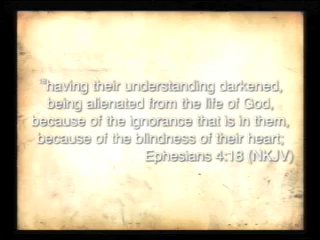 "having their understanding darkened,
being alienated from the life of God,
because of the ignorance that is in them,
because of the blindness of their heart;
Ephesians 4:18 (NKJV)